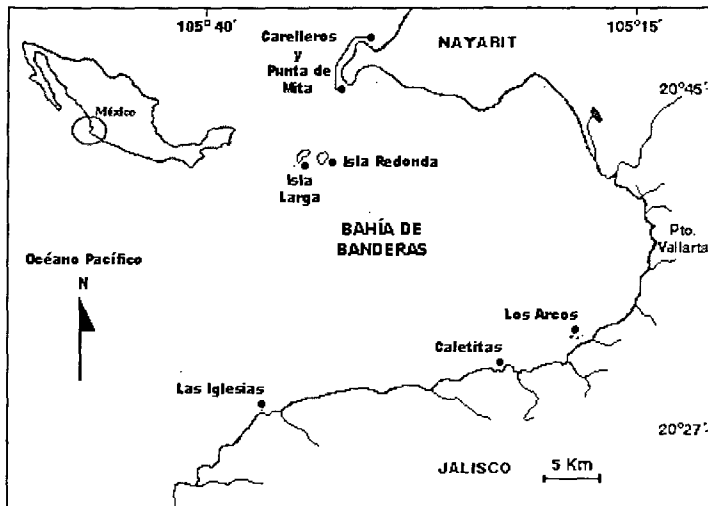 105° 40´
105° 15´
Carelleros
y
Punta de
Mita
NAYARIT
20°45´
México
Isla Redonda
Isla
Larga
BAHÍA DE
BANDERAS
Pto.
Vallarta
Océano Pacífico
N
Los Arcos
Caletitas
Las Iglesias
20°27´
JALISCO
5 Km